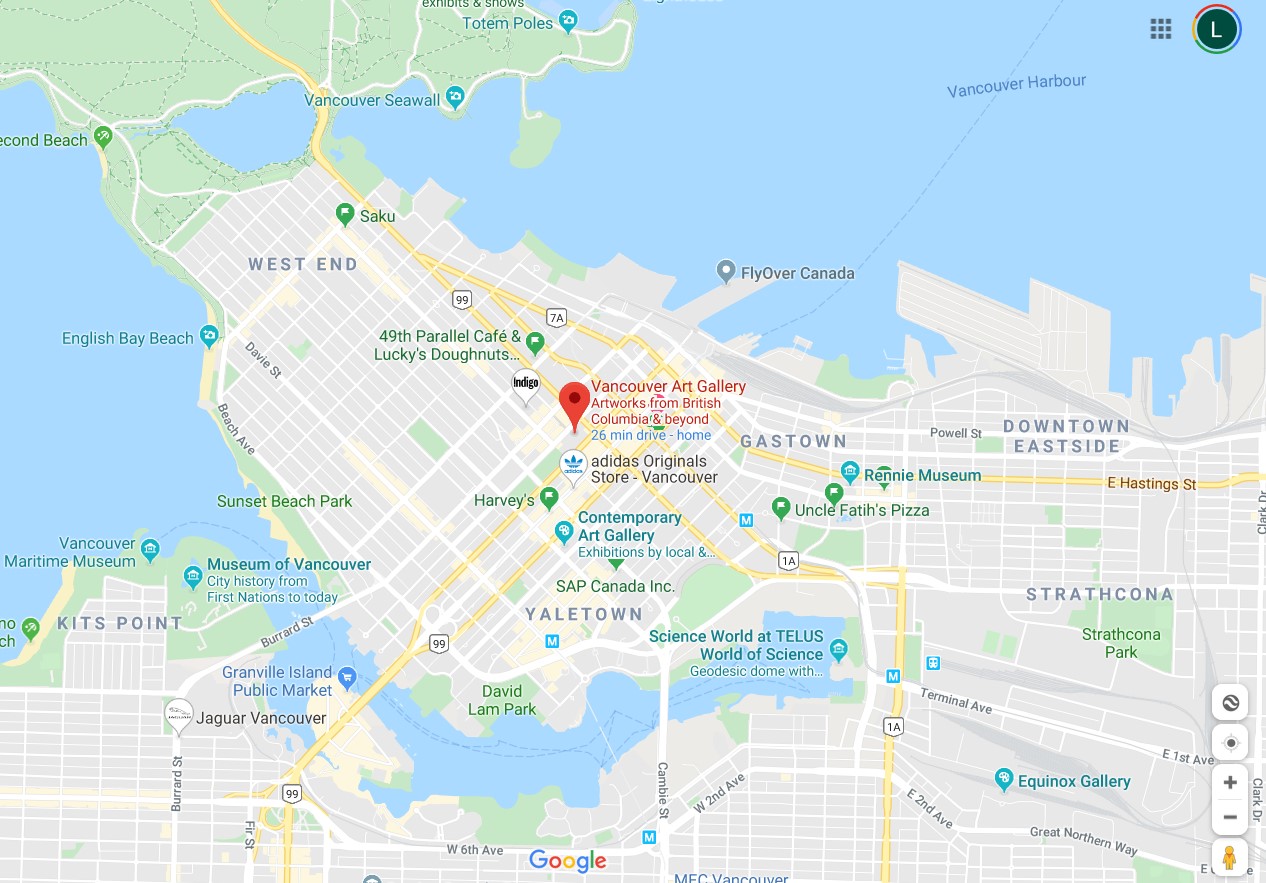 exhibits & shows
Totem Poles
L
Vancouver Harbour
Vancouver Seawall
econd Beach
Saku
WEST END
FlyOver Canada
99
7A
English Bay Beach
49th Parallel Café &
Lucky's Doughnuts...
Davie St
Indigo
Vancouver Art Gallery
Artworks from British
Columbia & beyond
26 min drive - home
Beach Ave
GASTOWN
Powell St
DOWNTOWN
EASTSIDE
adidas
adidas Originals
Store - Vancouver
Rennie Museum
E Hastings St
Clark Dr
Sunset Beach Park
Harvey's
Uncle Fatih's Pizza
Contemporary
Art Gallery
Exhibitions by local &...
M
1A
Vancouver
Maritime Museum
Museum of Vancouver
City history from
First Nations to today
SAP Canada Inc.
STRATHCONA
YALETOWN
KITS POINT
no
ch
Burrard St
99
M
Science World at TELUS
World of Science
Geodesic dome with...
Strathcona
Park
M
Granville Island
Public Market
David
Lam Park
Terminal Ave
JAGUAR
Jaguar Vancouver
1A
E 1st Ave
Burrard St
99
Cambie St
W 2nd Ave
E 2nd Ave
Equinox Gallery
Clark Dr
Fir St
M
W 6th Ave
Great Northern Way
Google
MEC Vancouver